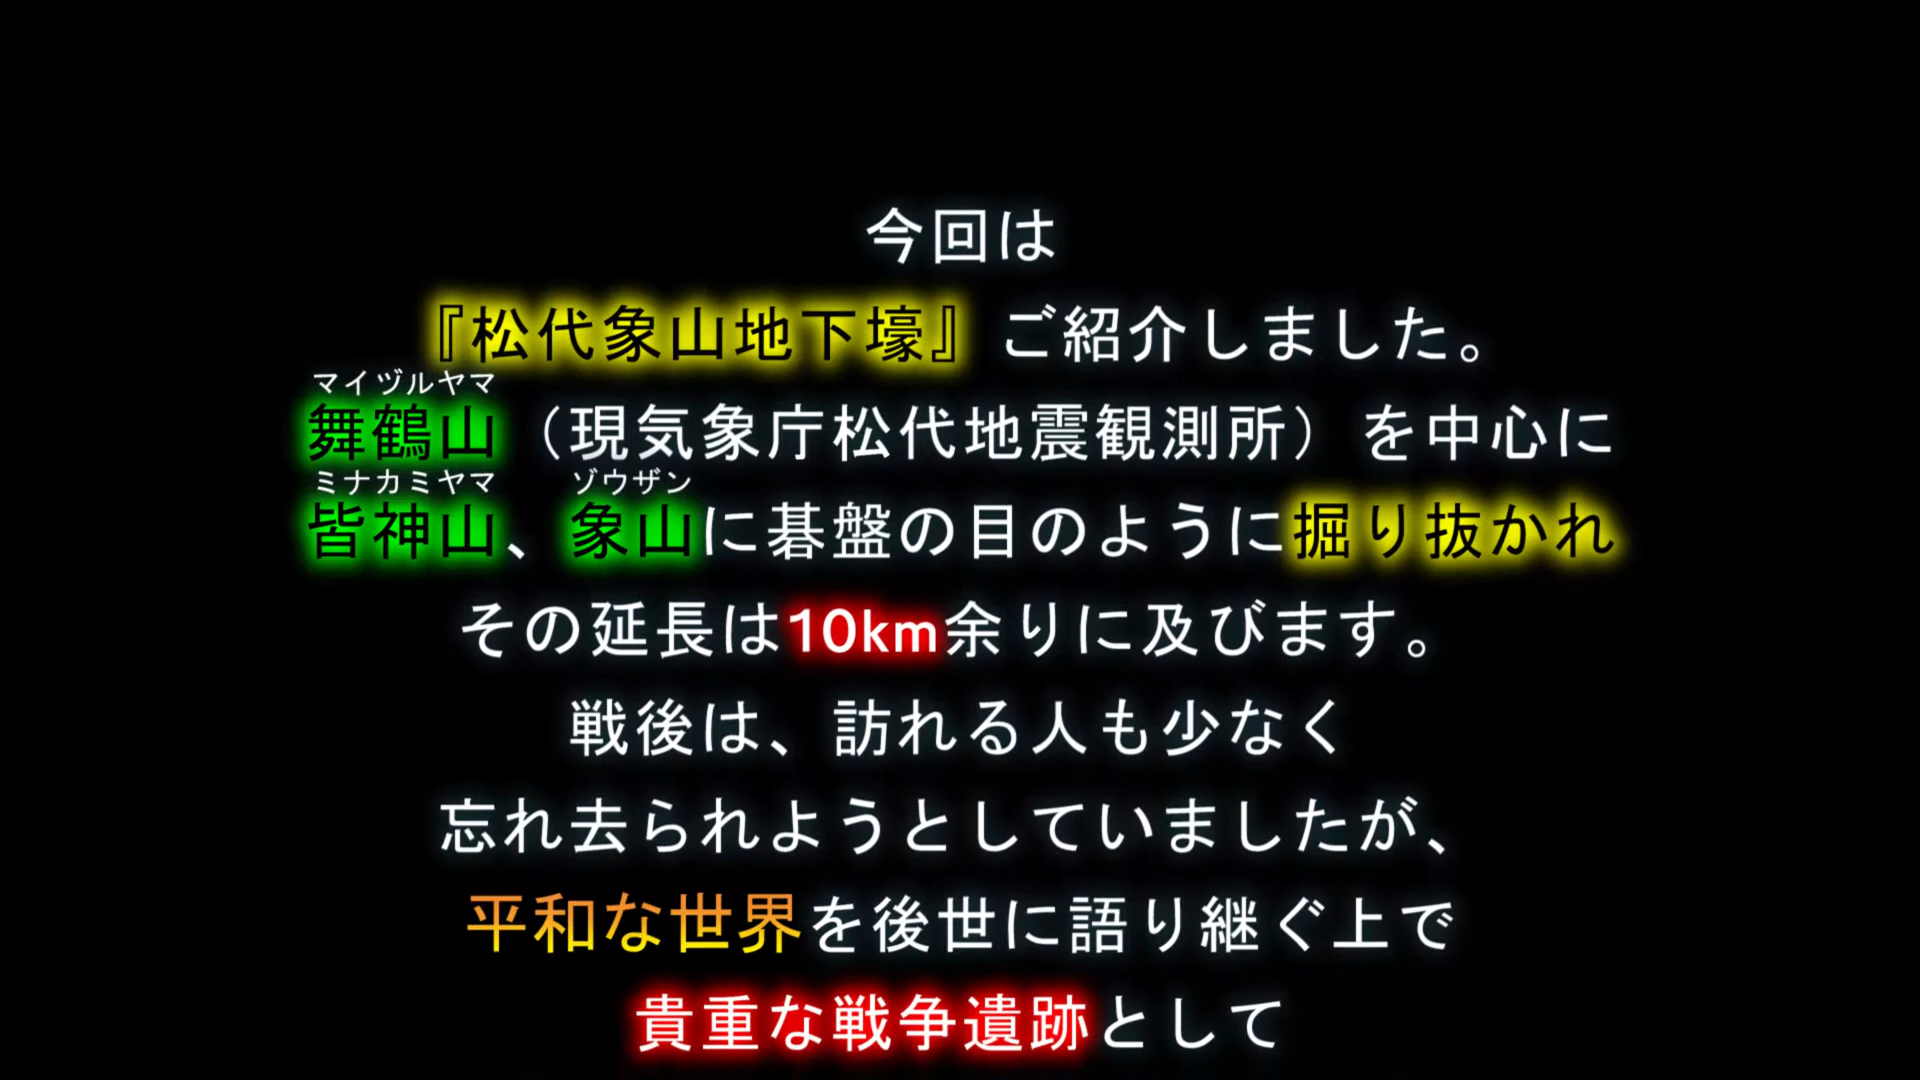 今回は
『松代象山地下壕』ご紹介しました。
マイヅルヤマ
舞鶴山（現気象庁松代地震観測所）を中心に
ミナカミヤマ ゾウザン
皆神山、象山に碁盤の目のように掘り抜かれ
その延長は10km余りに及びます。
戦後は、訪れる人も少なく
忘れ去られようとしていましたが、
平和な世界を後世に語り継ぐ上で
貴重な戦争遺跡として